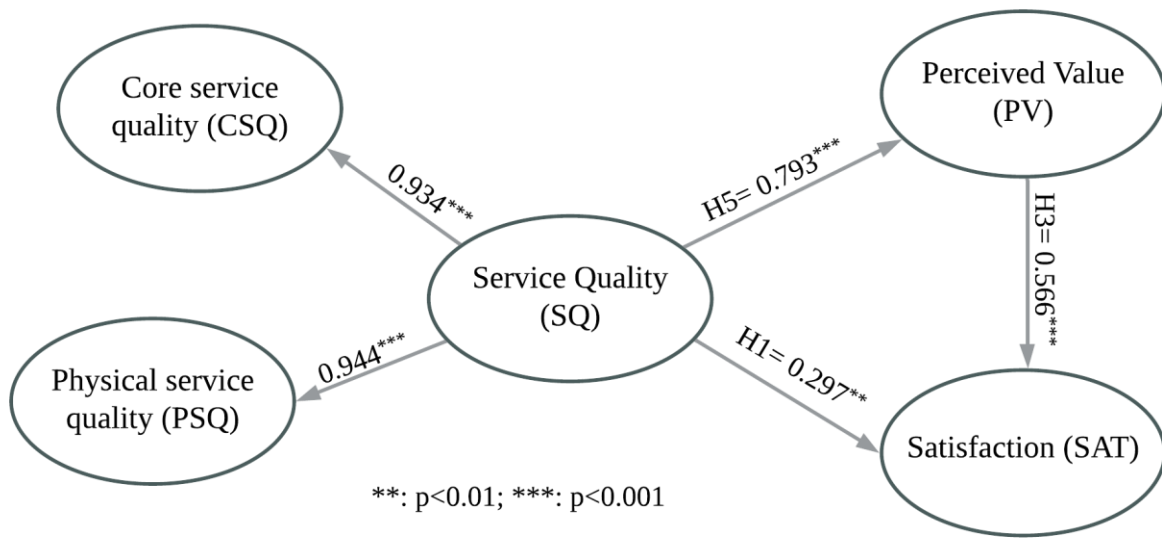 Core service
quality (CSQ)
Perceived Value
(PV)
0.934***
H5= 0.793***
H3= 0.566***
Service Quality
(SQ)
0.944***
H1= 0.297**
Physical service
quality (PSQ)
Satisfaction (SAT)
**: p<0.01; ***: p<0.001